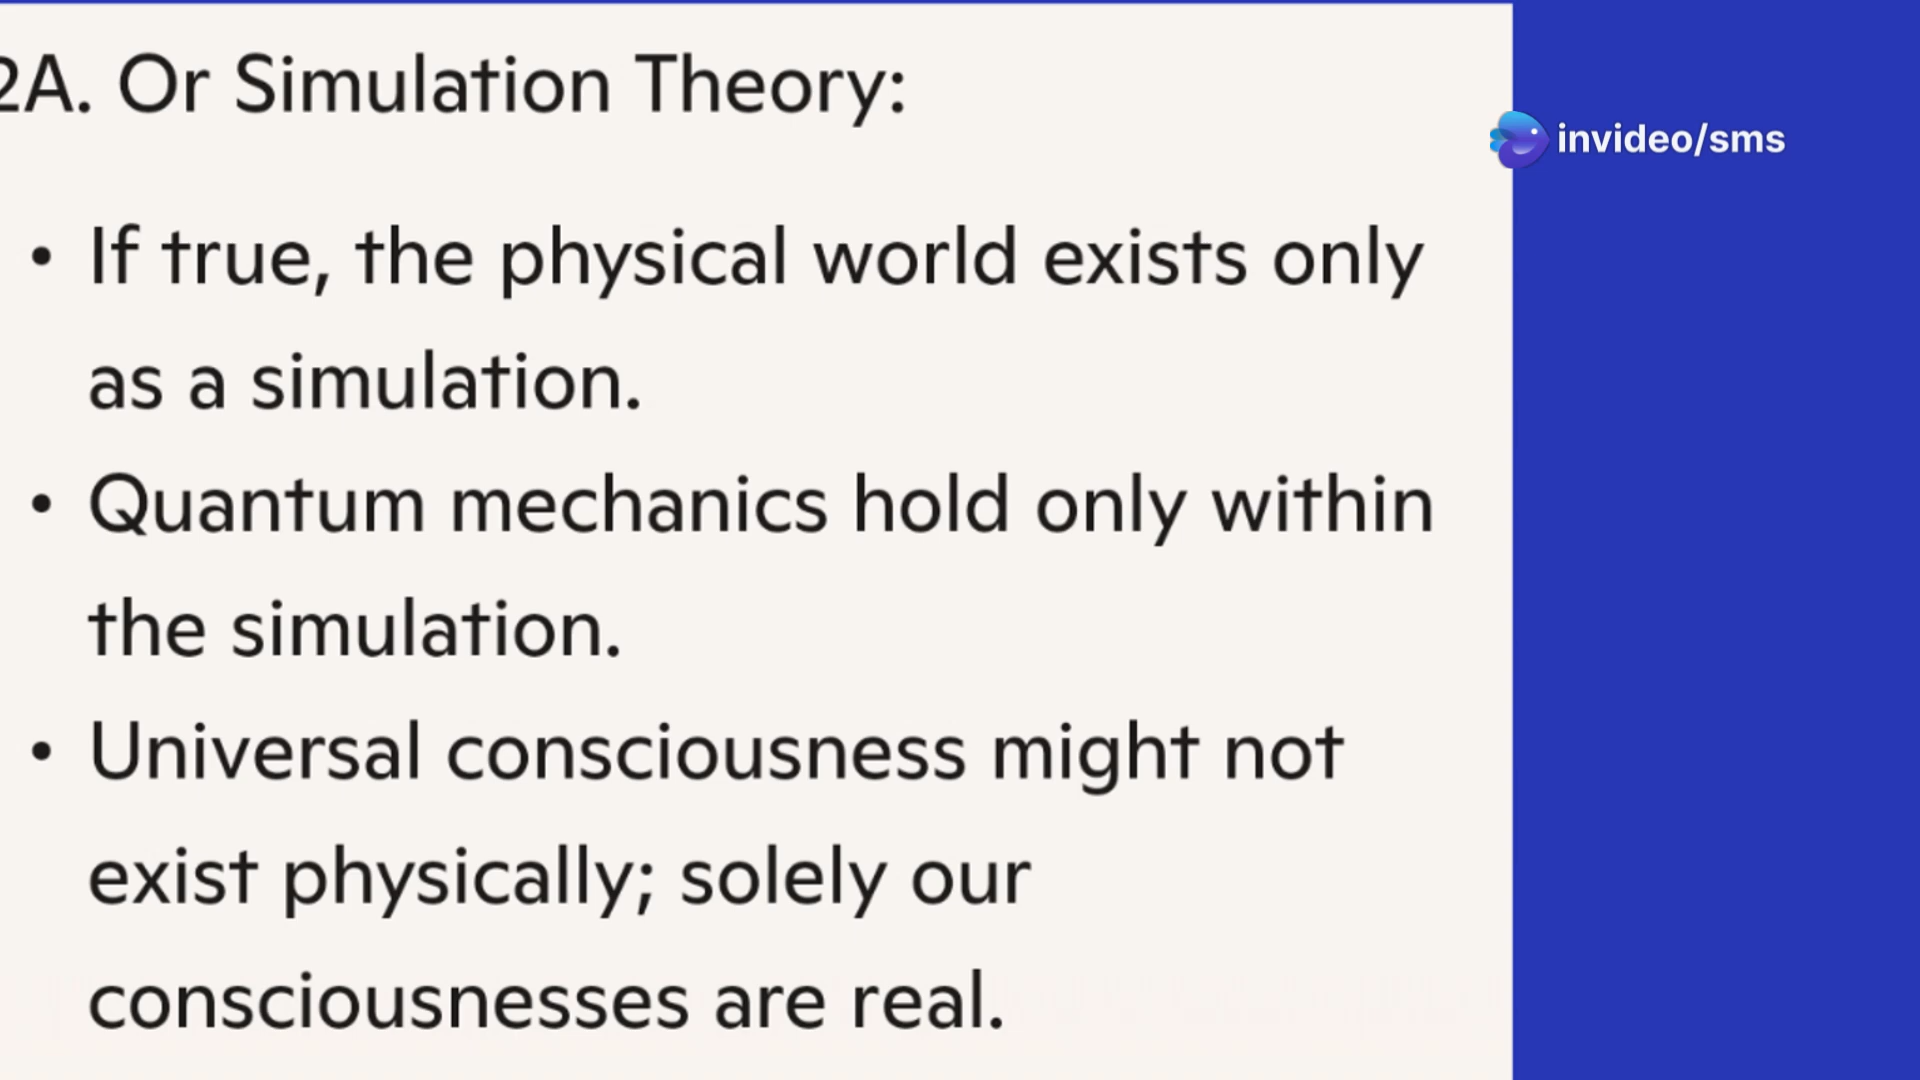 2A. Or Simulation Theory:
invideo/sms
• If true, the physical world exists only
as a simulation.
• Quantum mechanics hold only within
the simulation.
• Universal consciousness might not
exist physically; solely our
consciousnesses are real.